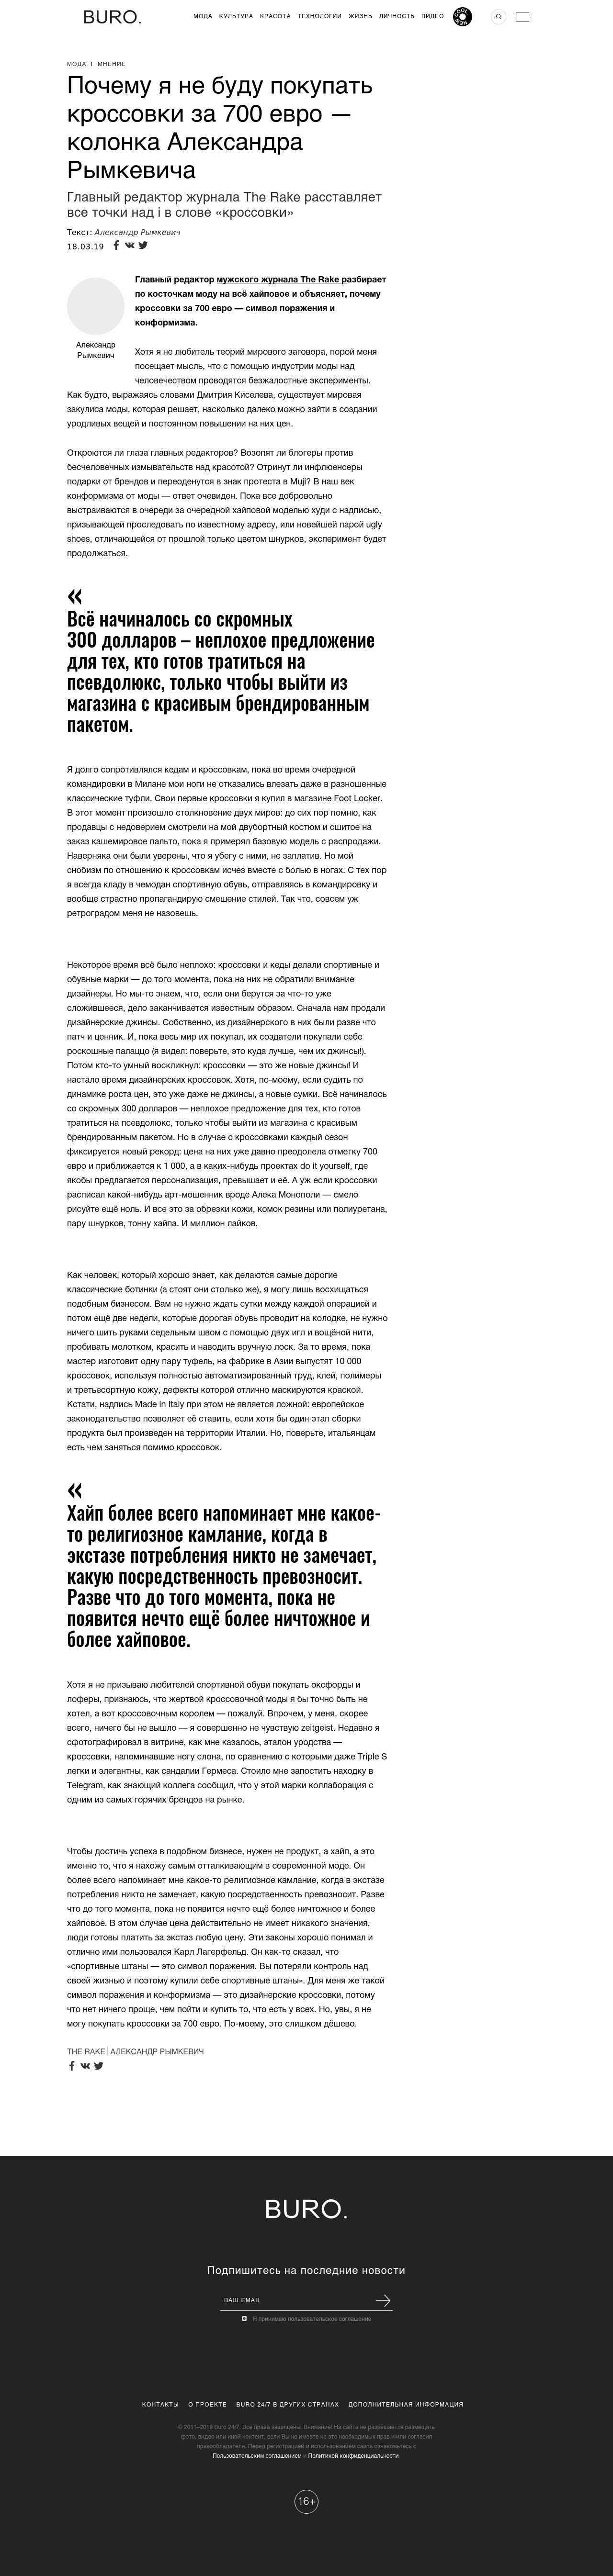 BURO.
МОДА КУЛЬТУРА КРАСОТА ТЕХНОЛОГИИ ЖИЗНЬ ЛИЧНОСТЬ ВИДЕО
МОДА | МНЕНИЕ
Почему я не буду покупать
кроссовки за 700 евро —
колонка Александра
Рымкевича
Главный редактор журнала The Rake расставляет
все точки над i в слове «кроссовки»
Текст: Александр Рымкевич
18.03.19
Александр
Рымкевич
Главный редактор мужского журнала The Rake разбирает
по косточкам моду на всё хайповое и объясняет, почему
кроссовки за 700 евро — символ поражения и
конформизма.
Хотя я не любитель теорий мирового заговора, порой меня
посещает мысль, что с помощью индустрии моды над
человечеством проводятся безжалостные эксперименты.
Как будто, выражаясь словами Дмитрия Киселева, существует мировая
закулиса моды, которая решает, насколько далеко можно зайти в создании
уродливых вещей и постоянном повышении на них цен.
Откроются ли глаза главных редакторов? Возопят ли блогеры против
бесчеловечных измывательств над красотой? Отринут ли инфлюенсеры
подарки от брендов и переоденутся в знак протеста в Muji? В наш век
конформизма от моды — ответ очевиден. Пока все добровольно
выстраиваются в очереди за очередной хайповой моделью худи с надписью,
призывающей проследовать по известному адресу, или новейшей парой ugly
shoes, отличающейся от прошлой только цветом шнурков, эксперимент будет
продолжаться.
«
Всё начиналось со скромных
300 долларов – неплохое предложение
для тех, кто готов тратиться на
псевдолюкс, только чтобы выйти из
магазина с красивым брендированным
пакетом.
Я долго сопротивлялся кедам и кроссовкам, пока во время очередной
командировки в Милане мои ноги не отказались влезать даже в разношенные
классические туфли. Свои первые кроссовки я купил в магазине Foot Locker.
В этот момент произошло столкновение двух миров: до сих пор помню, как
продавцы с недоверием смотрели на мой двубортный костюм и сшитое на
заказ кашемировое пальто, пока я примерял базовую модель с распродажи.
Наверняка они были уверены, что я убегу с ними, не заплатив. Но мой
снобизм по отношению к кроссовкам исчез вместе с болью в ногах. С тех пор
я всегда кладу в чемодан спортивную обувь, отправляясь в командировку и
вообще страстно пропагандирую смешение стилей. Так что, совсем уж
ретроградом меня не назовешь.
Некоторое время всё было неплохо: кроссовки и кеды делали спортивные и
обувные марки — до того момента, пока на них не обратили внимание
дизайнеры. Но мы-то знаем, что, если они берутся за что-то уже
сложившееся, дело заканчивается известным образом. Сначала нам продали
дизайнерские джинсы. Собственно, из дизайнерского в них были разве что
патч и ценник. И, пока весь мир их покупал, их создатели покупали себе
роскошные палаццо (я видел: поверьте, это куда лучше, чем их джинсы!).
Потом кто-то умный воскликнул: кроссовки — это же новые джинсы! И
настало время дизайнерских кроссовок. Хотя, по-моему, если судить по
динамике роста цен, это уже даже не джинсы, а новые сумки. Всё начиналось
со скромных 300 долларов — неплохое предложение для тех, кто готов
тратиться на псевдолюкс, только чтобы выйти из магазина с красивым
брендированным пакетом. Но в случае с кроссовками каждый сезон
фиксируется новый рекорд: цена на них уже давно преодолела отметку 700
евро и приближается к 1 000, а в каких-нибудь проектах do it yourself, где
якобы предлагается персонализация, превышает и её. А уж если кроссовки
расписал какой-нибудь арт-мошенник вроде Алека Монополи — смело
рисуйте ещё ноль. И все это за обрезки кожи, комок резины или полиуретана,
пару шнурков, тонну хайпа. И миллион лайков.
Как человек, который хорошо знает, как делаются самые дорогие
классические ботинки (а стоят они столько же), я могу лишь восхищаться
подобным бизнесом. Вам не нужно ждать сутки между каждой операцией и
потом ещё две недели, которые дорогая обувь проводит на колодке, не нужно
ничего шить руками седельным швом с помощью двух игл и вощёной нити,
пробивать молотком, красить и наводить вручную лоск. За то время, пока
мастер изготовит одну пару туфель, на фабрике в Азии выпустят 10 000
кроссовок, используя полностью автоматизированный труд, клей, полимеры
и третьесортную кожу, дефекты которой отлично маскируются краской.
Кстати, надпись Made in Italy при этом не является ложной: европейское
законодательство позволяет её ставить, если хотя бы один этап сборки
продукта был произведен на территории Италии. Но, поверьте, итальянцам
есть чем заняться помимо кроссовок.
«
Хайп более всего напоминает мне какое-
то религиозное камлание, когда в
экстазе потребления никто не замечает,
какую посредственность превозносит.
Разве что до того момента, пока не
появится нечто ещё более ничтожное и
более хайповое.
Хотя я не призываю любителей спортивной обуви покупать оксфорды и
лоферы, признаюсь, что жертвой кроссовочной моды я бы точно быть не
хотел, а вот кроссовочным королем — пожалуй. Впрочем, у меня, скорее
всего, ничего бы не вышло — я совершенно не чувствую zeitgeist. Недавно я
сфотографировал в витрине, как мне казалось, эталон уродства —
кроссовки, напоминавшие ногу слона, по сравнению с которыми даже Triple S
легки и элегантны, как сандалии Гермеса. Стоило мне запостить находку в
Telegram, как знающий коллега сообщил, что у этой марки коллаборация с
одним из самых горячих брендов на рынке.
Чтобы достичь успеха в подобном бизнесе, нужен не продукт, а хайп, а это
именно то, что я нахожу самым отталкивающим в современной моде. Он
более всего напоминает мне какое-то религиозное камлание, когда в экстазе
потребления никто не замечает, какую посредственность превозносит. Разве
что до того момента, пока не появится нечто ещё более ничтожное и более
хайповое. В этом случае цена действительно не имеет никакого значения,
люди готовы платить за экстаз любую цену. Эти законы хорошо понимал и
отлично ими пользовался Карл Лагерфельд. Он как-то сказал, что
«спортивные штаны — это символ поражения. Вы потеряли контроль над
своей жизнью и поэтому купили себе спортивные штаны». Для меня же такой
символ поражения и конформизма — это дизайнерские кроссовки, потому
что нет ничего проще, чем пойти и купить то, что есть у всех. Но, увы, я не
могу покупать кроссовки за 700 евро. По-моему, это слишком дёшево.
THE RAKE | АЛЕКСАНДР РЫМКЕВИЧ
BURO.
Подпишитесь на последние новости
ВАШ EMAIL
Я принимаю пользовательское соглашение
КОНТАКТЫ О ПРОЕКТЕ BURO 24/7 В ДРУГИХ СТРАНАХ ДОПОЛНИТЕЛЬНАЯ ИНФОРМАЦИЯ
© 2011–2019 Buro 24/7. Все права защищены. Внимание! На сайте не разрешается размещать
фото, видео или иной контент, если Вы не имеете на это необходимых прав и/или согласия
правообладателя. Перед регистрацией и использованием сайта ознакомьтесь с
Пользовательским соглашением и Политикой конфиденциальности
16+